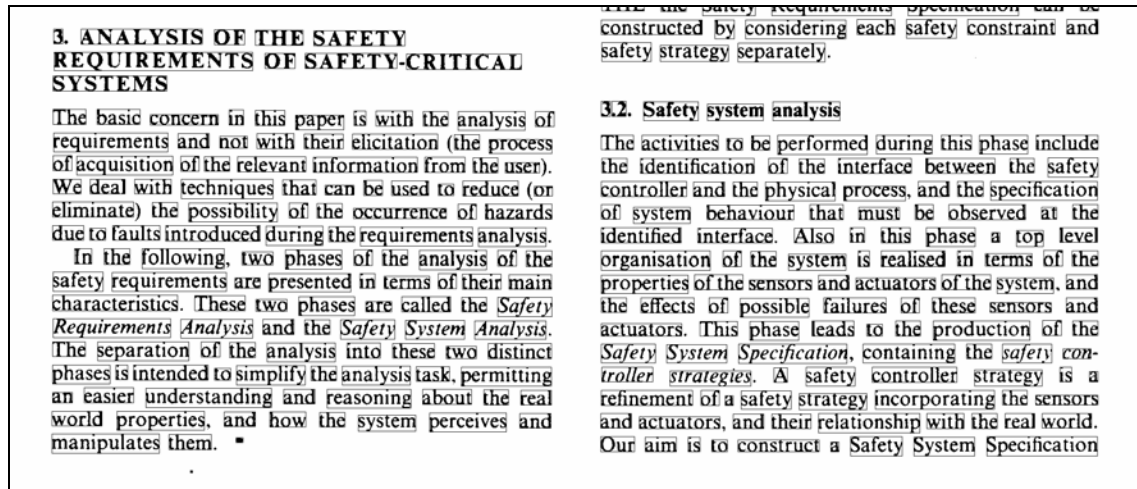 3. ANALYSIS OF THE SAFETY
REQUIREMENTS OF SAFETY-CRITICAL
SYSTEMS
The basic concern in this paper is with the analysis of
requirements and not with their elicitation (the process
of acquisition of the relevant information from the user).
We deal with techniques that can be used to reduce (or
eliminate) the possibility of the occurrence of hazards
due to faults introduced during the requirements analysis.
In the following, two phases of the analysis of the
safety requirements are presented in terms of their main
characteristics. These two phases are called the Safety
Requirements Analysis and the Safety System Analysis.
The separation of the analysis into these two distinct
phases is intended to simplify the analysis task, permitting
an easier understanding and reasoning about the real
world properties, and how the system perceives and
manipulates them.
the Safety Requirements Specification can be
constructed by considering each safety constraint and
safety strategy separately.
3.2. Safety system analysis
The activities to be performed during this phase include
the identification of the interface between the safety
controller and the physical process, and the specification
of system behaviour that must be observed at the
identified interface. Also in this phase a top level
organisation of the system is realised in terms of the
properties of the sensors and actuators of the system, and
the effects of possible failures of these sensors and
actuators. This phase leads to the production of the
Safety System Specification, containing the safety con-
troller strategies. A safety controller strategy is a
refinement of a safety strategy incorporating the sensors
and actuators, and their relationship with the real world.
Our aim is to construct a Safety System Specification